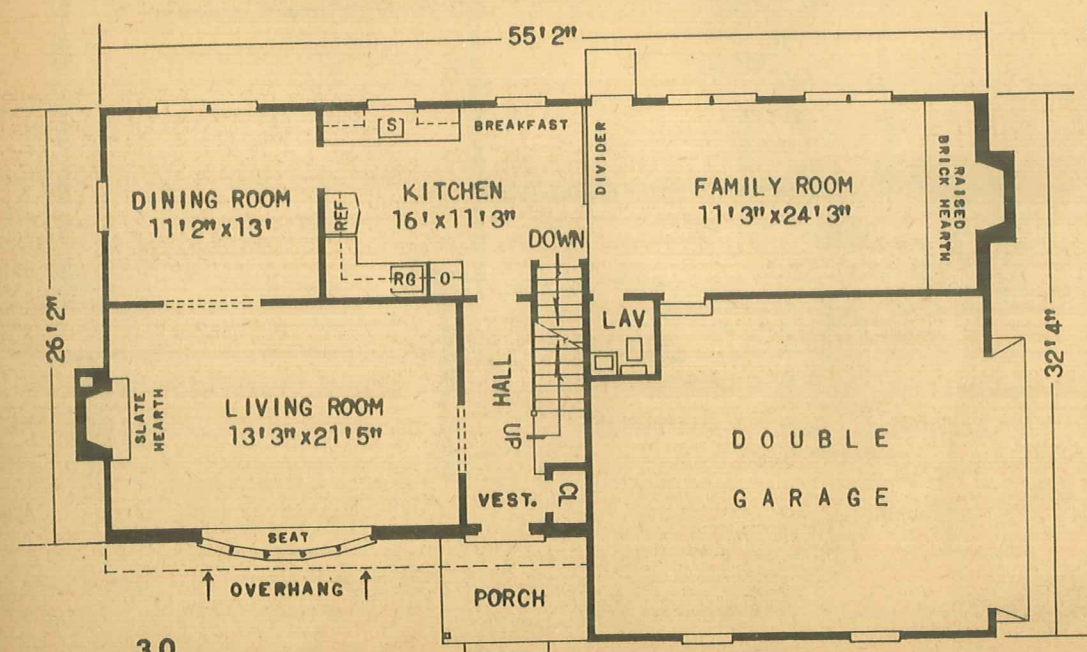 55'2"
[S]
BREAKFAST
DIVIDER
RAISED
BRICK HEARTH
DINING ROOM
11'2"x13'
REF
KITCHEN
16'x11'3"
FAMILY ROOM
11'3"x24'3"
DOWN
RG
O
26'2"
32'4"
LAV
HALL
UP
SLATE
HEARTH
LIVING ROOM
13'3"x21'5"
DOUBLE
GARAGE
VEST.
CL
SEAT
OVERHANG
PORCH
30